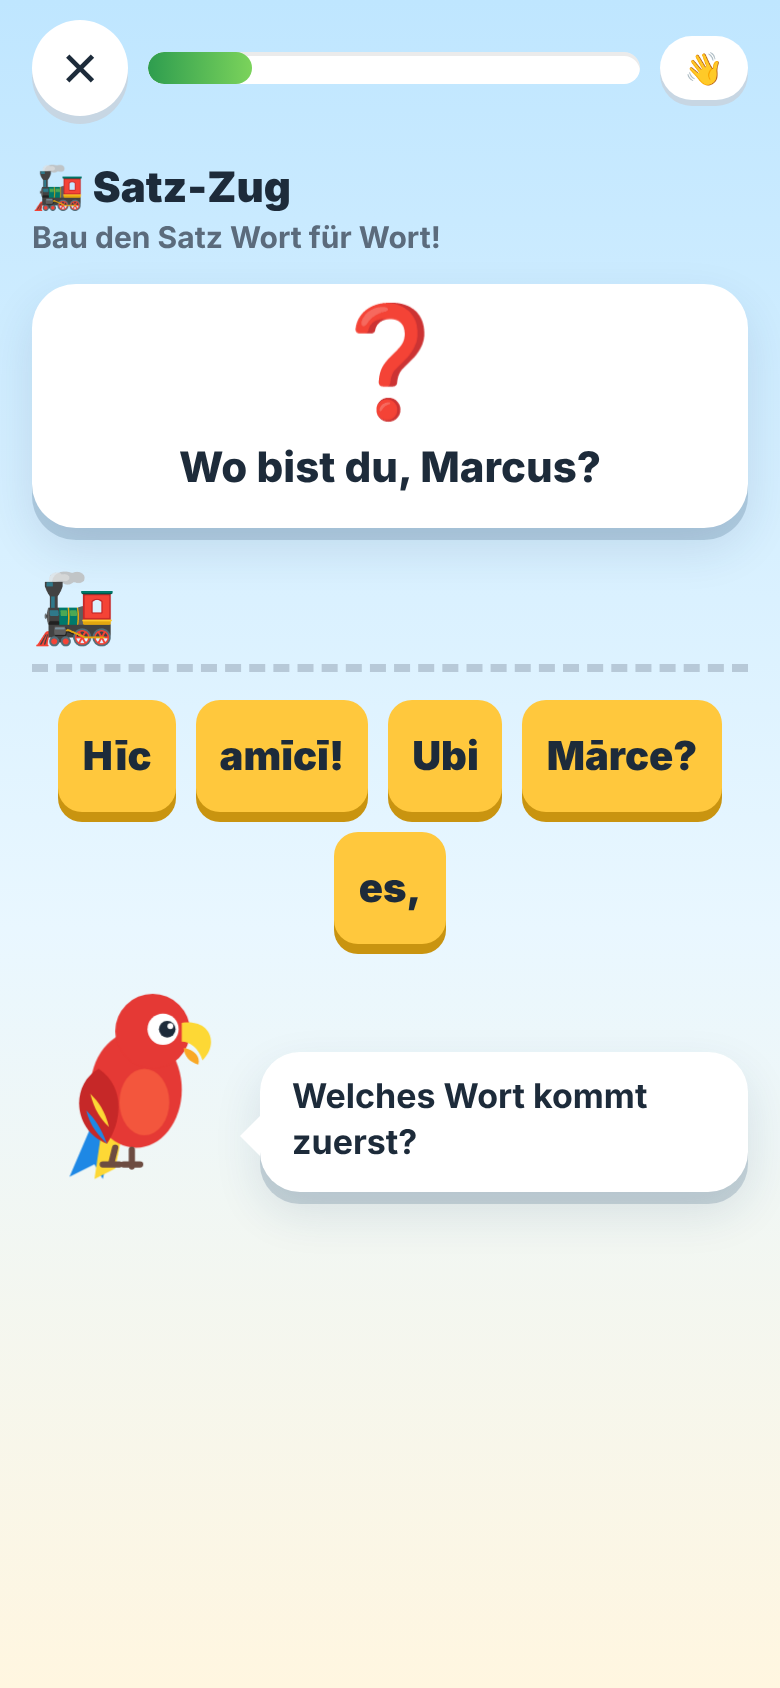 Satz-Zug
Bau den Satz Wort für Wort!
Wo bist du, Marcus?
Hīc amīcī! Ubi Mārce?
es,
Welches Wort kommt
zuerst?